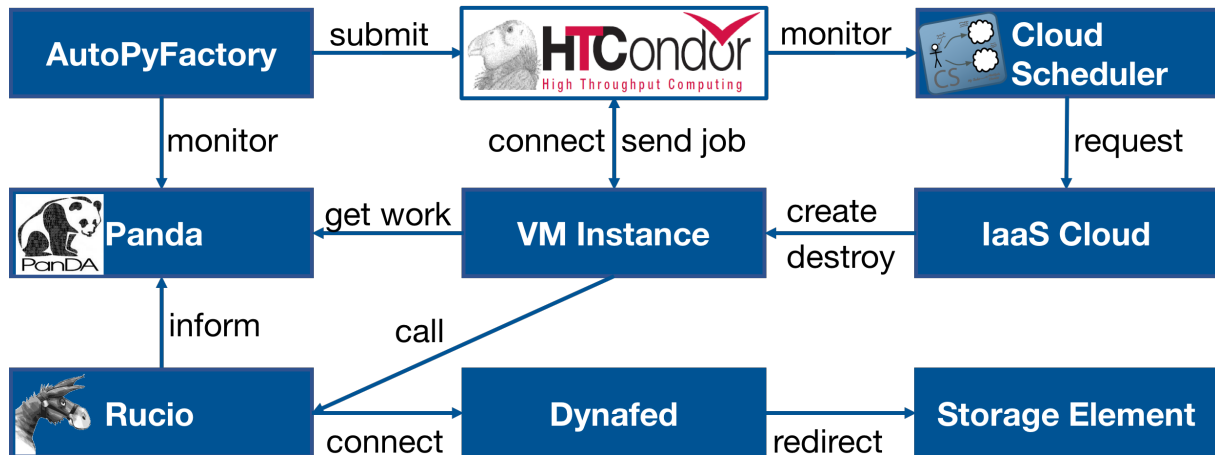 AutoPyFactory
submit
HTCondor
High Throughput Computing
monitor
CS
Cloud
Scheduler
monitor
connect
send job
request
PanDA
Panda
get work
VM Instance
create
destroy
IaaS Cloud
inform
call
Rucio
connect
Dynafed
redirect
Storage Element